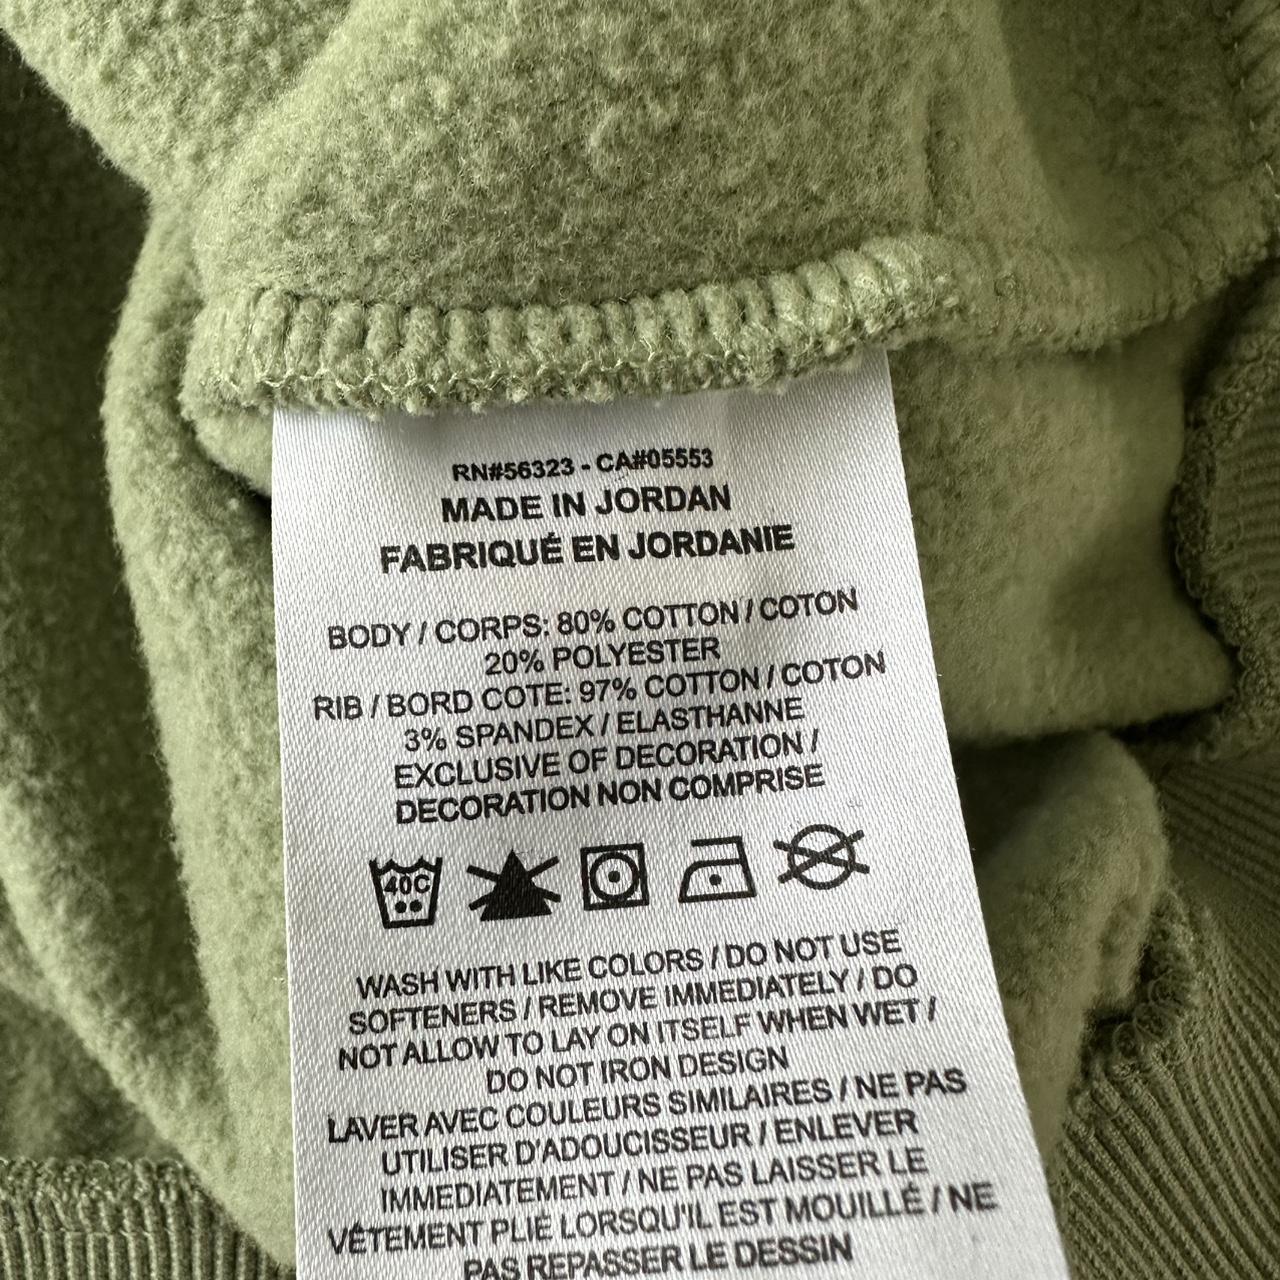 RN#56323 - CA#05553
MADE IN JORDAN
FABRIQUÉ EN JORDANIE
BODY / CORPS: 80% COTTON / COTON
20% POLYESTER
RIB / BORD COTE: 97% COTTON / COTON
3% SPANDEX / ELASTHANNE
EXCLUSIVE OF DECORATION /
DECORATION NON COMPRISE
40C
WASH WITH LIKE COLORS / DO NOT USE
SOFTENERS / REMOVE IMMEDIATELY / DO
NOT ALLOW TO LAY ON ITSELF WHEN WET /
DO NOT IRON DESIGN
LAVER AVEC COULEURS SIMILAIRES / NE PAS
UTILISER D'ADOUCISSEUR / ENLEVER
IMMEDIATEMENT / NE PAS LAISSER LE
VÊTEMENT PLIE LORSQU'IL EST MOUILLÉ / NE
PAS REPASSER LE DESSIN